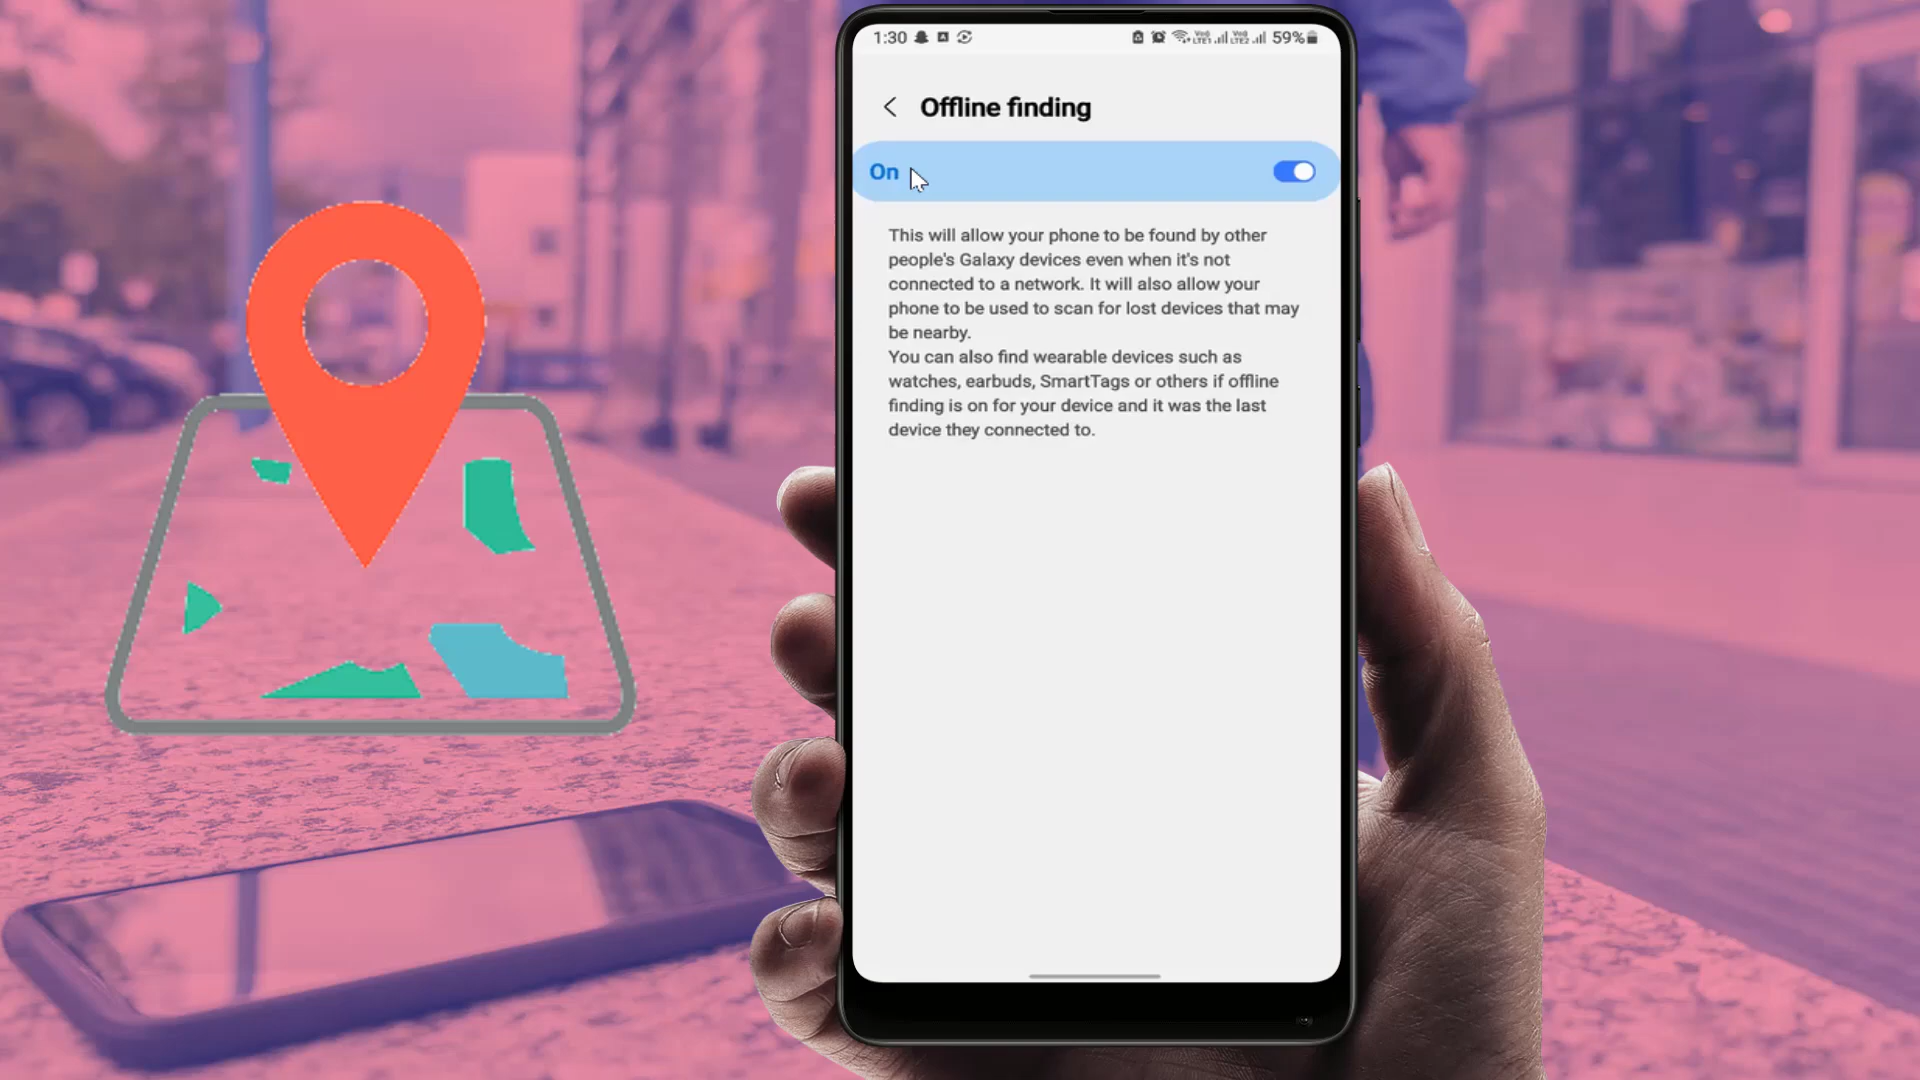 1:30 59%
Offline finding
On
This will allow your phone to be found by other
people's Galaxy devices even when it's not
connected to a network. It will also allow your
phone to be used to scan for lost devices that may
be nearby.
You can also find wearable devices such as
watches, earbuds, SmartTags or others if offline
finding is on for your device and it was the last
device they connected to.